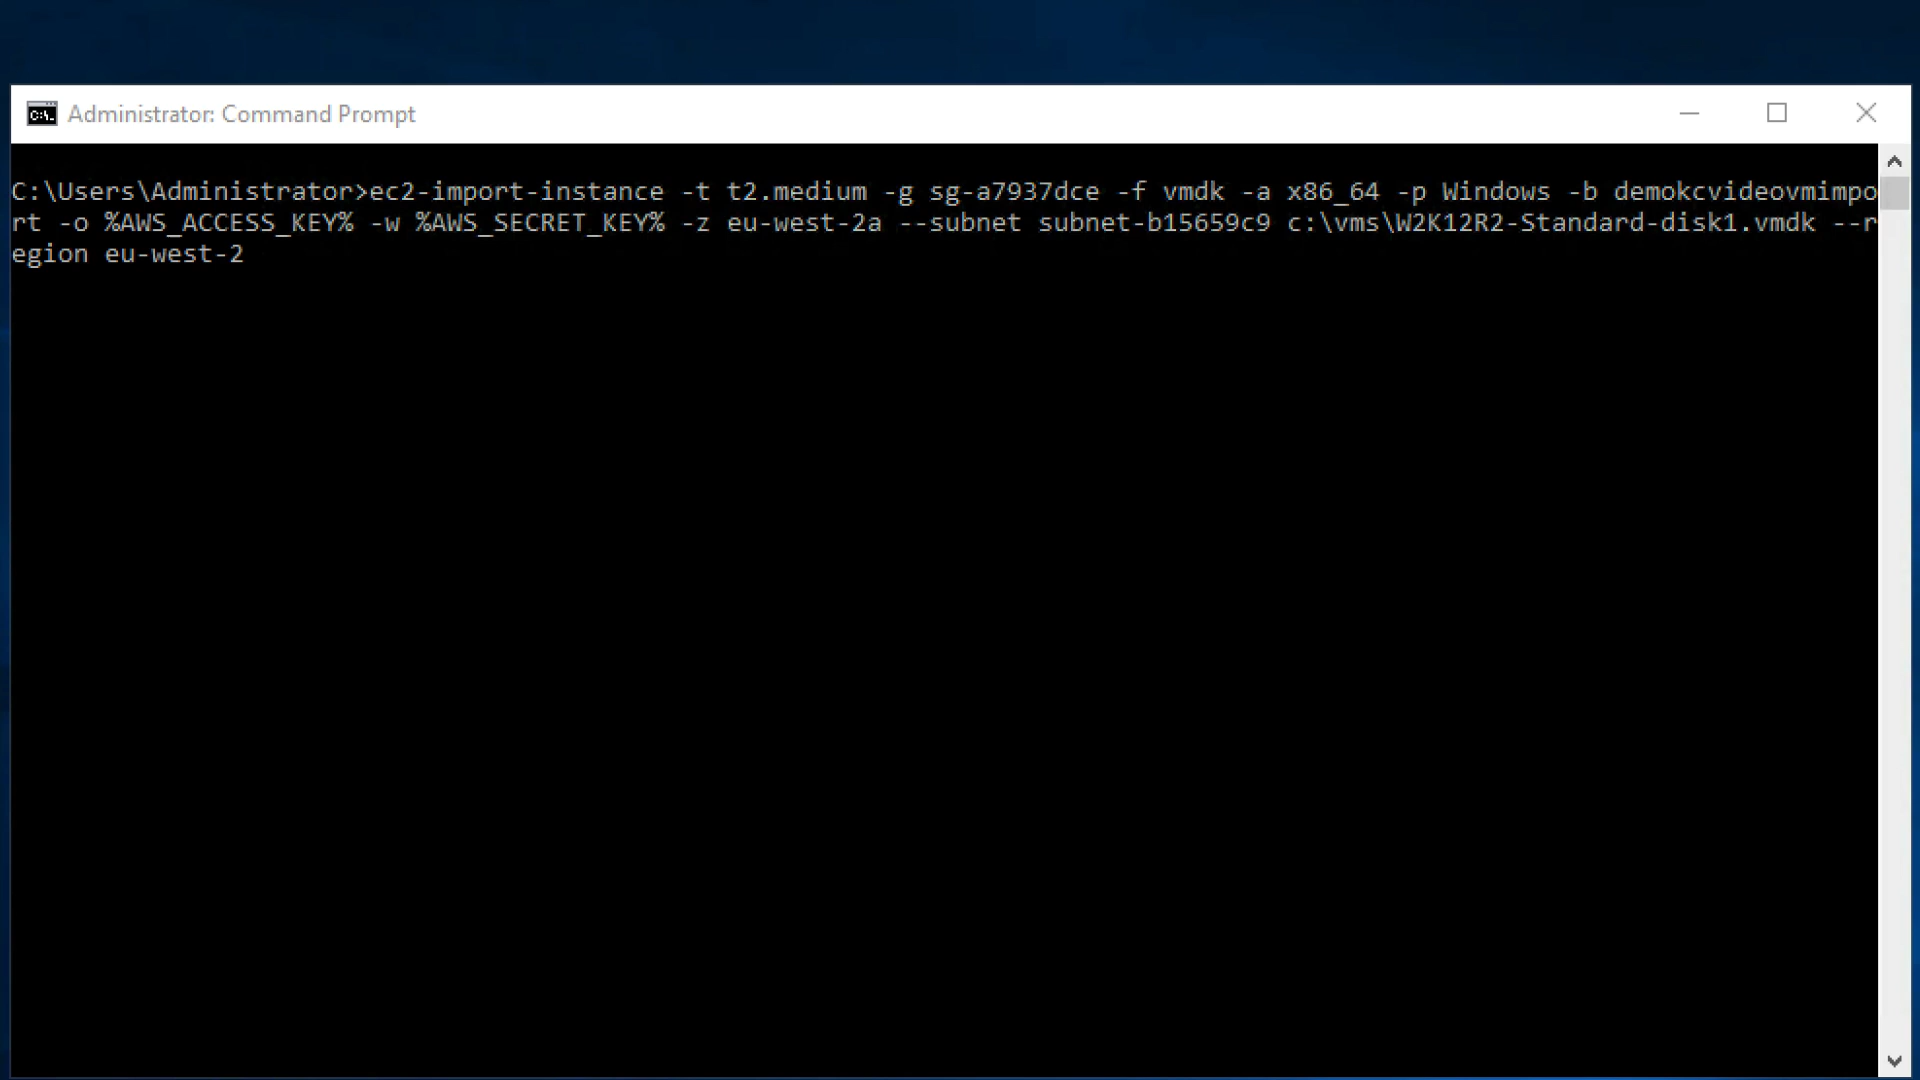 Administrator: Command Prompt
C:\Users\Administrator>ec2-import-instance -t t2.medium -g sg-a7937dce -f vmdk -a x86_64 -p Windows -b demokcvideovmimpo
rt -o %AWS_ACCESS_KEY% -w %AWS_SECRET_KEY% -z eu-west-2a --subnet subnet-b15659c9 c:\vms\W2K12R2-Standard-disk1.vmdk --r
egion eu-west-2